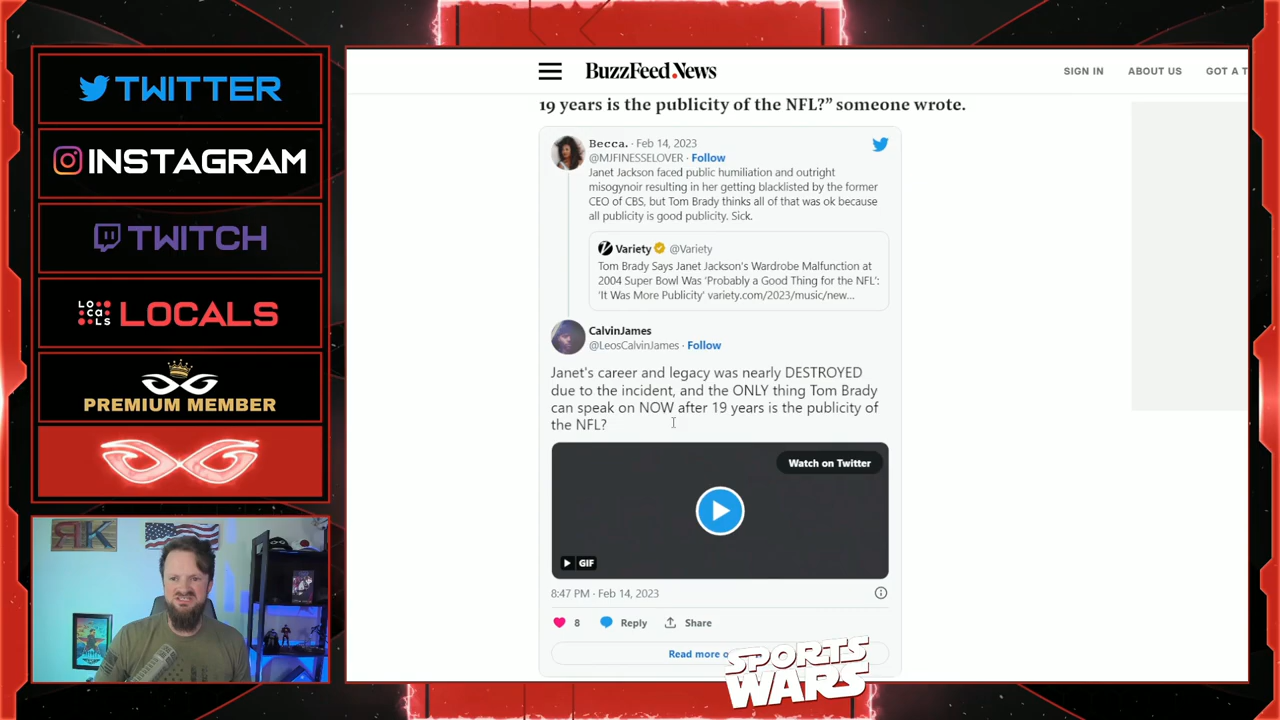 TWITTER
INSTAGRAM
TWITCH
LOCALS
LOCALS
PREMIUM MEMBER
BuzzFeed.News
SIGN IN
ABOUT US
GOT A T
19 years is the publicity of the NFL?” someone wrote.
Becca. · Feb 14, 2023
@MJFINESSELOVER · Follow
Janet Jackson faced public humiliation and outright
misogynoir resulting in her getting blacklisted by the former
CEO of CBS, but Tom Brady thinks all of that was ok because
all publicity is good publicity. Sick.
Variety @Variety
Tom Brady Says Janet Jackson's Wardrobe Malfunction at
2004 Super Bowl Was 'Probably a Good Thing for the NFL':
'It Was More Publicity' variety.com/2023/music/new...
CalvinJames
@LeosCalvinJames · Follow
Janet's career and legacy was nearly DESTROYED
due to the incident, and the ONLY thing Tom Brady
can speak on NOW after 19 years is the publicity of
the NFL?
Watch on Twitter
GIF
8:47 PM · Feb 14, 2023
8
Reply
Share
Read more o
SPORTS
WARS
RK